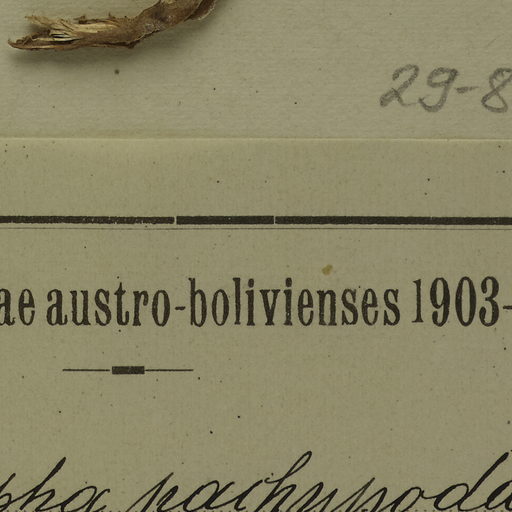 29-8
ae austro-bolivienses 1903-
pha pachypoda